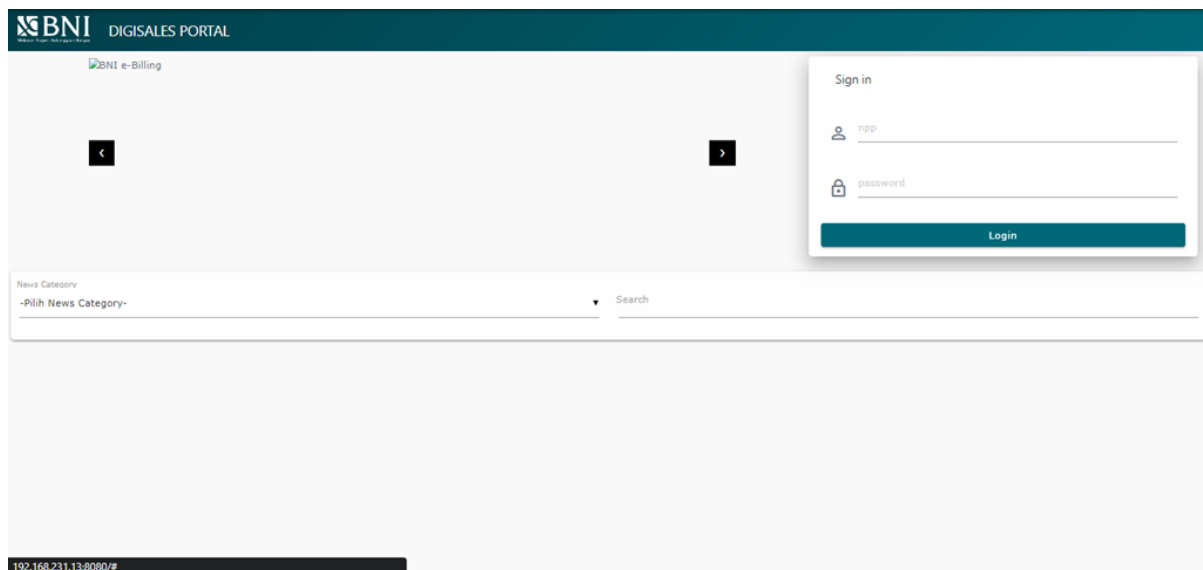 BNI DIGISALES PORTAL
BNI e-Billing
Sign in
npp
password
Login
News Category
-Pilih News Category-
Search
192.168.231.13:8080/#